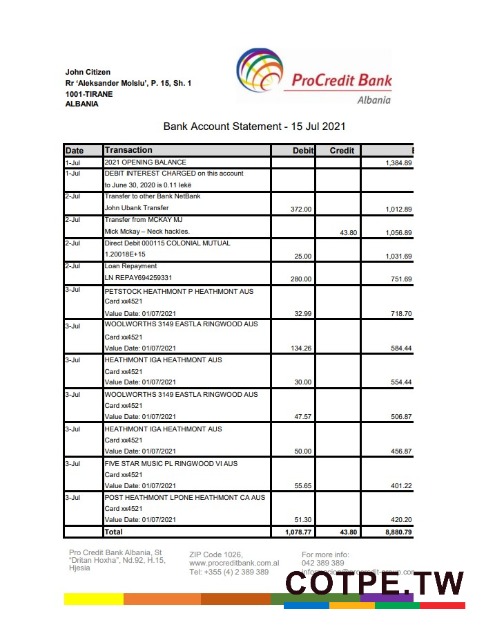 John Citizen
Rr 'Aleksander Molslu', P. 15, Sh. 1
1001-TIRANE
ALBANIA
ProCredit Bank
Albania
Bank Account Statement - 15 Jul 2021
Date Transaction Debit Credit
1-Jul 2021 OPENING BALANCE 1,384.89
1-Jul DEBIT INTEREST CHARGED on this account
to June 30, 2020 is 0.11 lekë
2-Jul Transfer to other Bank NetBank
John Ubank Transfer 372.00 1,012.89
2-Jul Transfer from MCKAY MJ
Mick Mckay – Neck hackles. 43.80 1,056.89
2-Jul Direct Debit 000115 COLONIAL MUTUAL
1.20018E+15 25.00 1,031.69
2-Jul Loan Repayment
LN REPAY694259331 280.00 751.69
3-Jul PETSTOCK HEATHMONT P HEATHMONT AUS
Card xx4521
Value Date: 01/07/2021 32.99 718.70
3-Jul WOOLWORTHS 3149 EASTLA RINGWOOD AUS
Card xx4521
Value Date: 01/07/2021 134.26 584.44
3-Jul HEATHMONT IGA HEATHMONT AUS
Card xx4521
Value Date: 01/07/2021 30.00 554.44
3-Jul WOOLWORTHS 3149 EASTLA RINGWOOD AUS
Card xx4521
Value Date: 01/07/2021 47.57 506.87
3-Jul HEATHMONT IGA HEATHMONT AUS
Card xx4521
Value Date: 01/07/2021 50.00 456.87
3-Jul FIVE STAR MUSIC PL RINGWOOD VI AUS
Card xx4521
Value Date: 01/07/2021 55.65 401.22
3-Jul POST HEATHMONT LPONE HEATHMONT CA AUS
Card xx4521
Value Date: 01/07/2021 51.30 420.20
Total 1,078.77 43.80 8,880.79
Pro Credit Bank Albania, St
"Dritan Hoxha", Nd.92, H.15,
Hjesia
ZIP Code 1026,
www.procreditbank.com.al
Tel: +355 (4) 2 389 389
For more info:
042 389 389
COTPE.TW